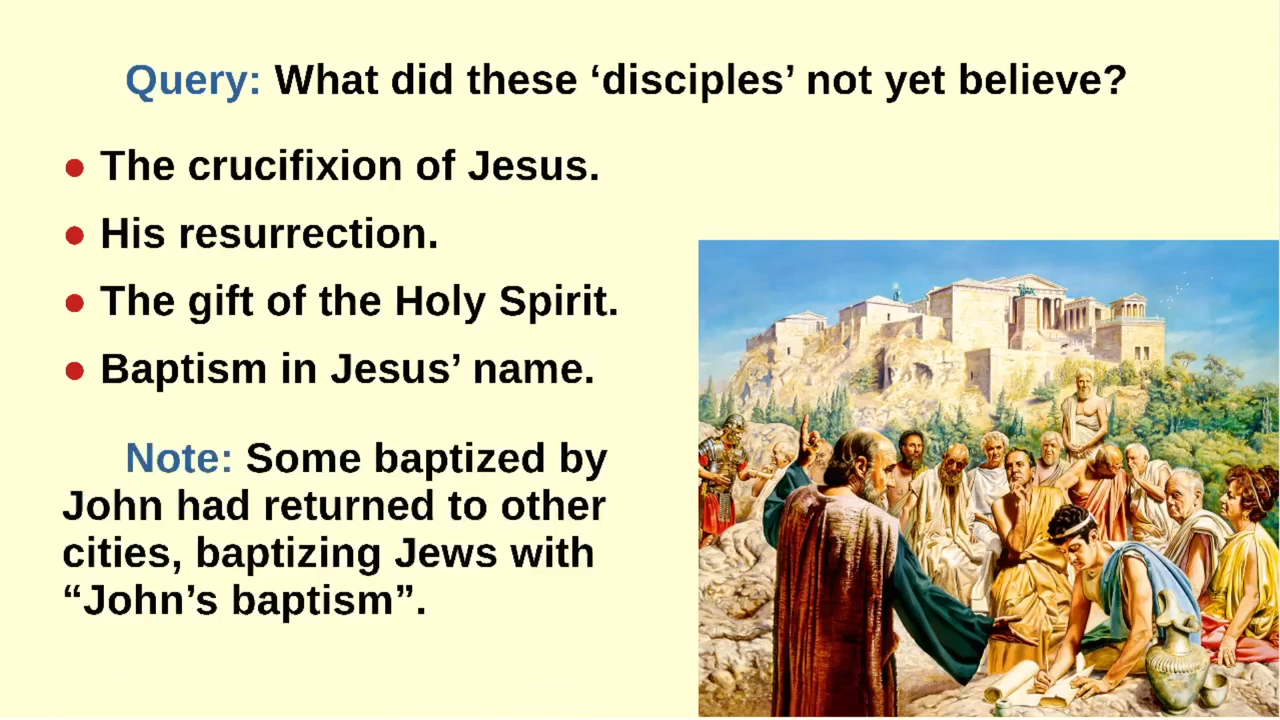 Query: What did these ‘disciples’ not yet believe?
● The crucifixion of Jesus.
● His resurrection.
● The gift of the Holy Spirit.
● Baptism in Jesus’ name.
Note: Some baptized by
John had returned to other
cities, baptizing Jews with
“John’s baptism”.